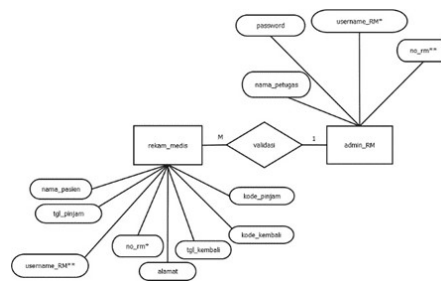 password
username_RM*
no_rm**
nama_petugas
rekam_medis
M
validasi
1
admin_RM
nama_pasien
kode_pinjam
tgl_pinjam
kode_kembali
no_rm*
tgl_kembali
username_RM**
alamat